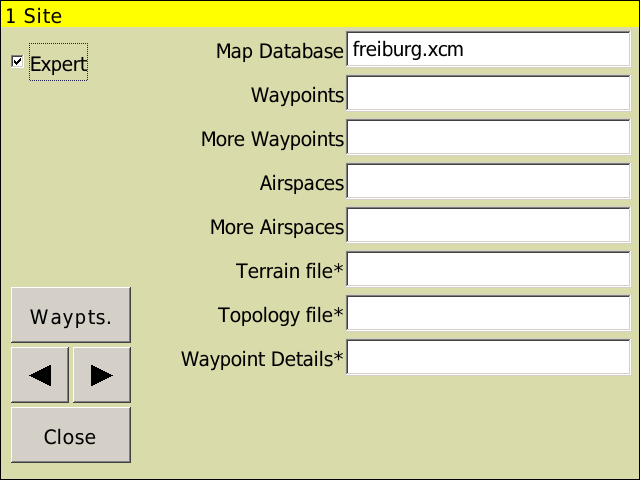 1 Site
Expert
Map Database freiburg.xcm
Waypoints
More Waypoints
Airspaces
More Airspaces
Terrain file*
Topology file*
Waypoint Details*
Waypts.
Close